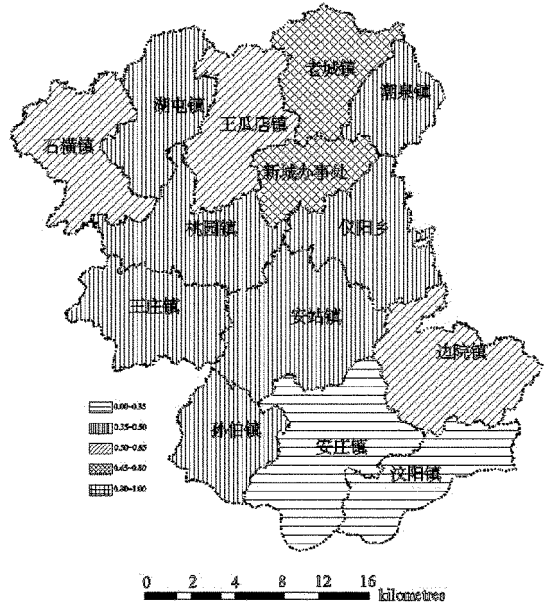 老城镇
潮泉镇
湖屯镇
王瓜店镇
石横镇
新城办事处
桃园镇
仪阳乡
王庄镇
安站镇
边院镇
孙伯镇
安庄镇
汶阳镇
0.00-0.35
0.35-0.50
0.50-0.65
0.65-0.80
0.80-1.00
0 2 4 8 12 16
kilometres